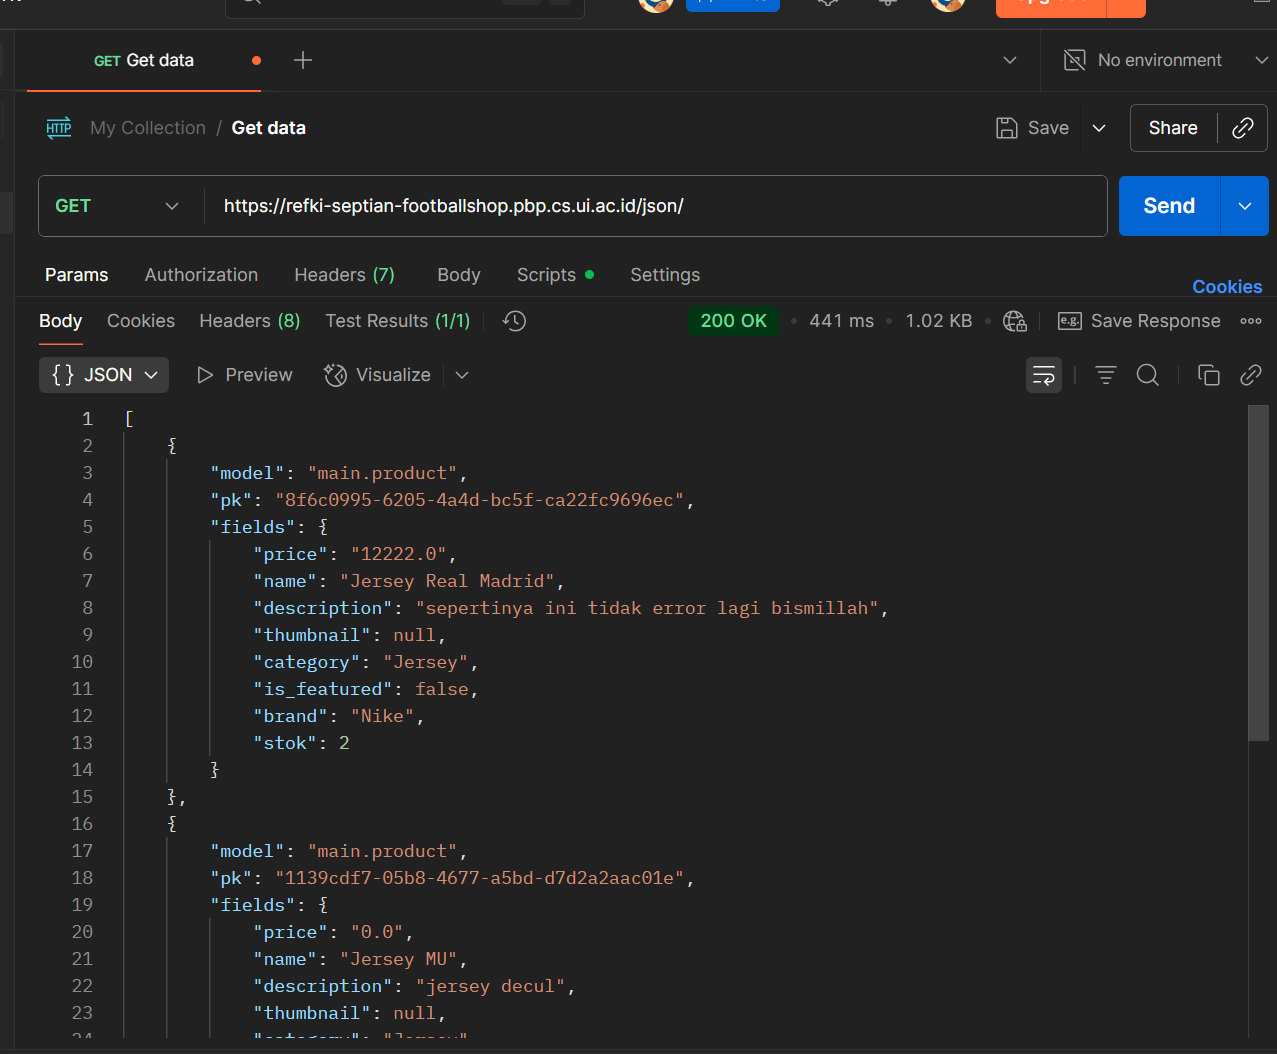 GET Get data
No environment
My Collection / Get data
Save
Share
GET
https://refki-septian-footballshop.pbp.cs.ui.ac.id/json/
Send
Params Authorization Headers (7) Body Scripts Settings
Cookies
Body Cookies Headers (8) Test Results (1/1)
200 OK • 441 ms • 1.02 KB • e.g. Save Response
{} JSON Preview Visualize
1 [
2 {
3 "model": "main.product",
4 "pk": "8f6c0995-6205-4a4d-bc5f-ca22fc9696ec",
5 "fields": {
6 "price": "12222.0",
7 "name": "Jersey Real Madrid",
8 "description": "sepertinya ini tidak error lagi bismillah",
9 "thumbnail": null,
10 "category": "Jersey",
11 "is_featured": false,
12 "brand": "Nike",
13 "stok": 2
14 }
15 },
16 {
17 "model": "main.product",
18 "pk": "1139cdf7-05b8-4677-a5bd-d7d2a2aac01e",
19 "fields": {
20 "price": "0.0",
21 "name": "Jersey MU",
22 "description": "jersey decul",
23 "thumbnail": null,
24 "category": "Jersey"